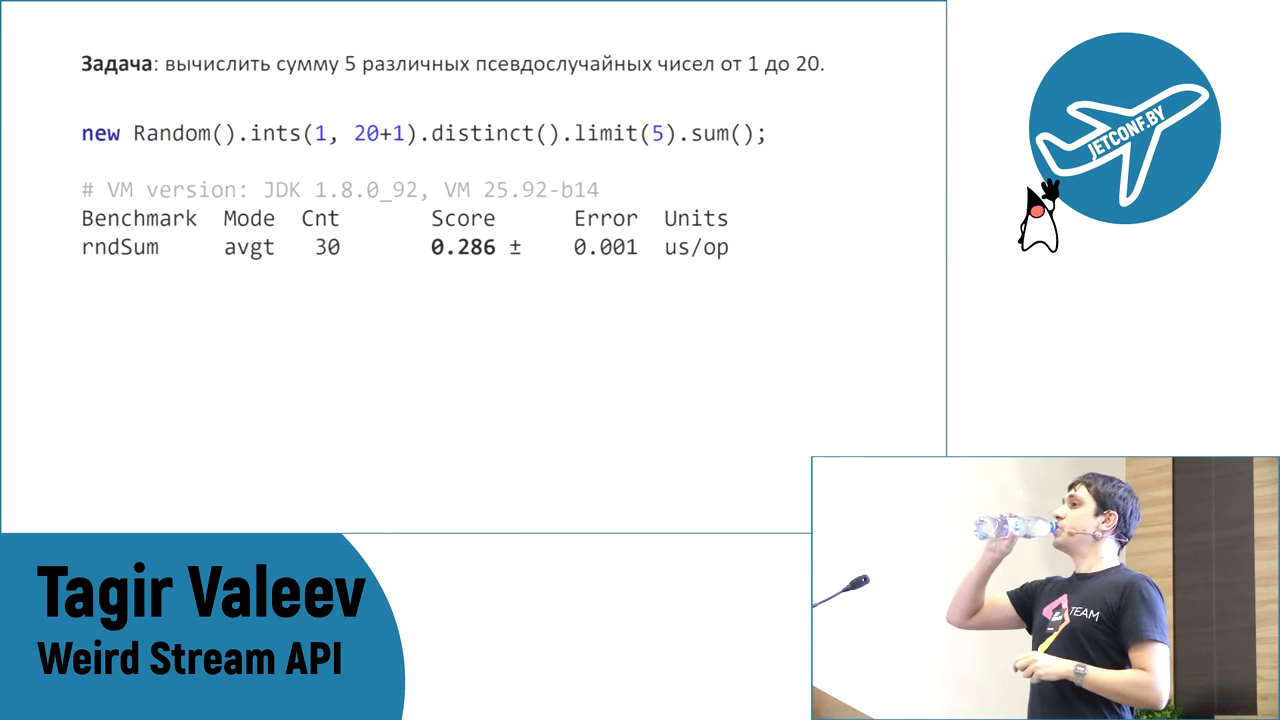 Задача: вычислить сумму 5 различных псевдослучайных чисел от 1 до 20.
new Random().ints(1, 20+1).distinct().limit(5).sum();
# VM version: JDK 1.8.0_92, VM 25.92-b14
Benchmark Mode Cnt Score Error Units
rndSum avgt 30 0.286 ± 0.001 us/op
JETCONF.BY
TEAM
Tagir Valeev
Weird Stream API